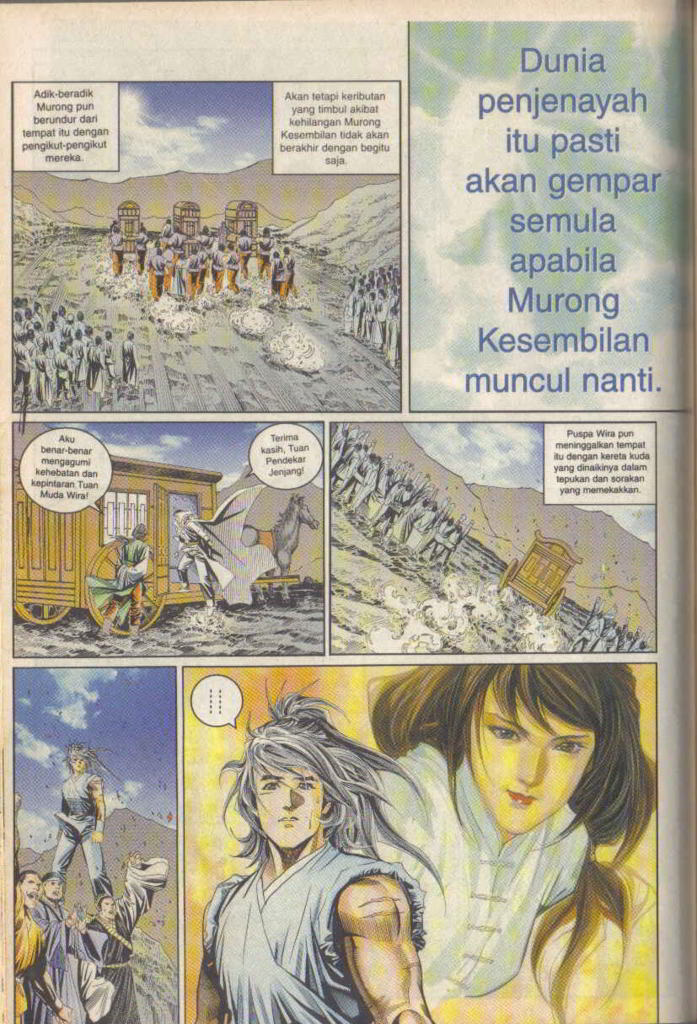 Adik-beradik
Murong pun
berundur dari
tempat itu dengan
pengikut-pengikut
mereka.
Akan tetapi keributan
yang timbul akibat
kehilangan Murong
Kesembilan tidak akan
berakhir dengan begitu
saja.
Dunia
penjenayah
itu pasti
akan gempar
semula
apabila
Murong
Kesembilan
muncul nanti.
Aku
benar-benar
mengagumi
kehebatan dan
kepintaran Tuan
Muda Wira!
Terima
kasih, Tuan
Pendekar
Jenjang!
Puspa Wira pun
meninggalkan tempat
itu dengan kereta kuda
yang dinaikinya dalam
tepukan dan sorakan
yang memekakkan.